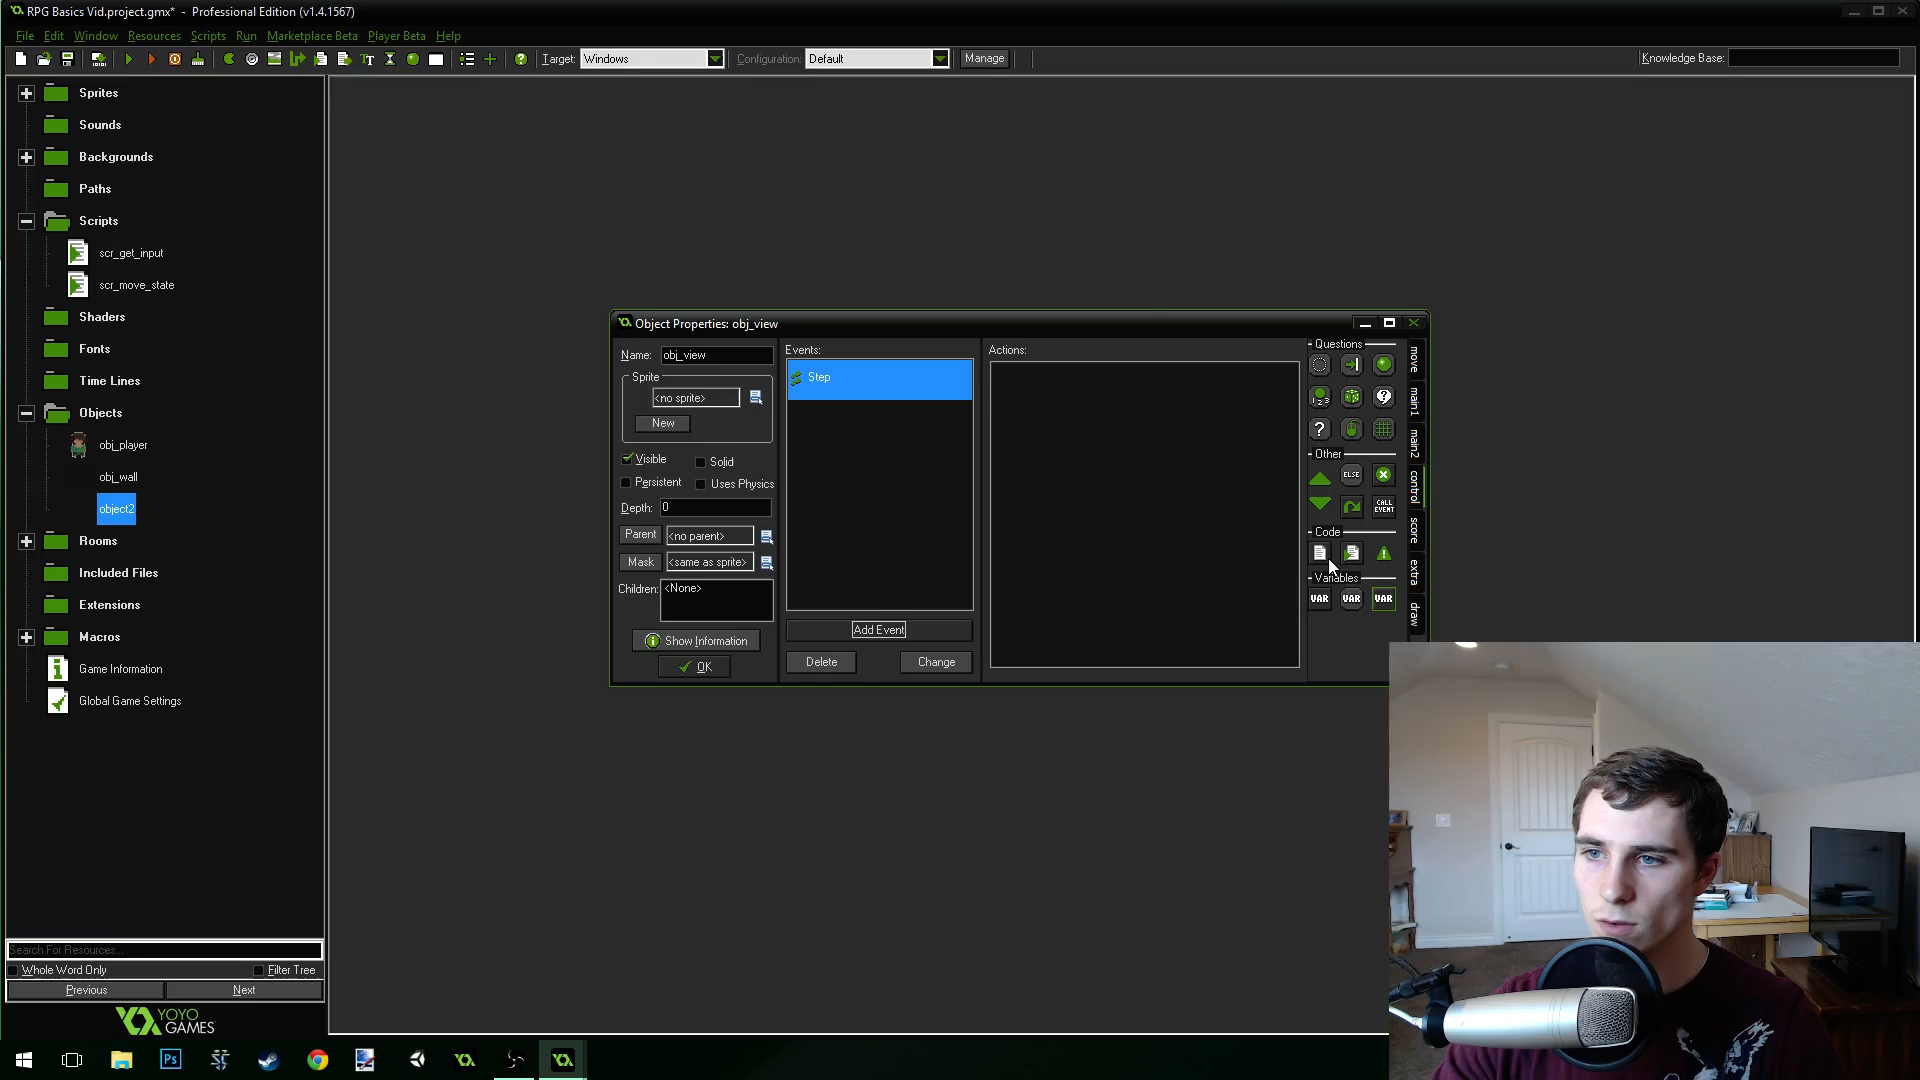 RPG Basics Vid.project.gmx* - Professional Edition (v1.4.1567)
File Edit Window Resources Scripts Run Marketplace Beta Player Beta Help
Target: Windows Configuration: Default Manage Knowledge Base:
Sprites
Sounds
Backgrounds
Paths
Scripts
scr_get_input
scr_move_state
Shaders
Fonts
Time Lines
Objects
obj_player
obj_wall
object2
Rooms
Included Files
Extensions
Macros
Game Information
Global Game Settings
Search For Resources...
Whole Word Only Filter Tree
Previous Next
YOYO
GAMES
Object Properties: obj_view
Name: obj_view
Sprite
<no sprite>
New
Visible Solid
Persistent Uses Physics
Depth: 0
Parent <no parent>
Mask <same as sprite>
Children: <None>
Show Information
OK
Events:
Step
Add Event
Delete Change
Actions:
Questions
1 2 3
?
?
Other
ELSE
CALL
EVENT
Code
Variables
VAR VAR VAR
move
main1
main2
control
score
extra
draw
Ps